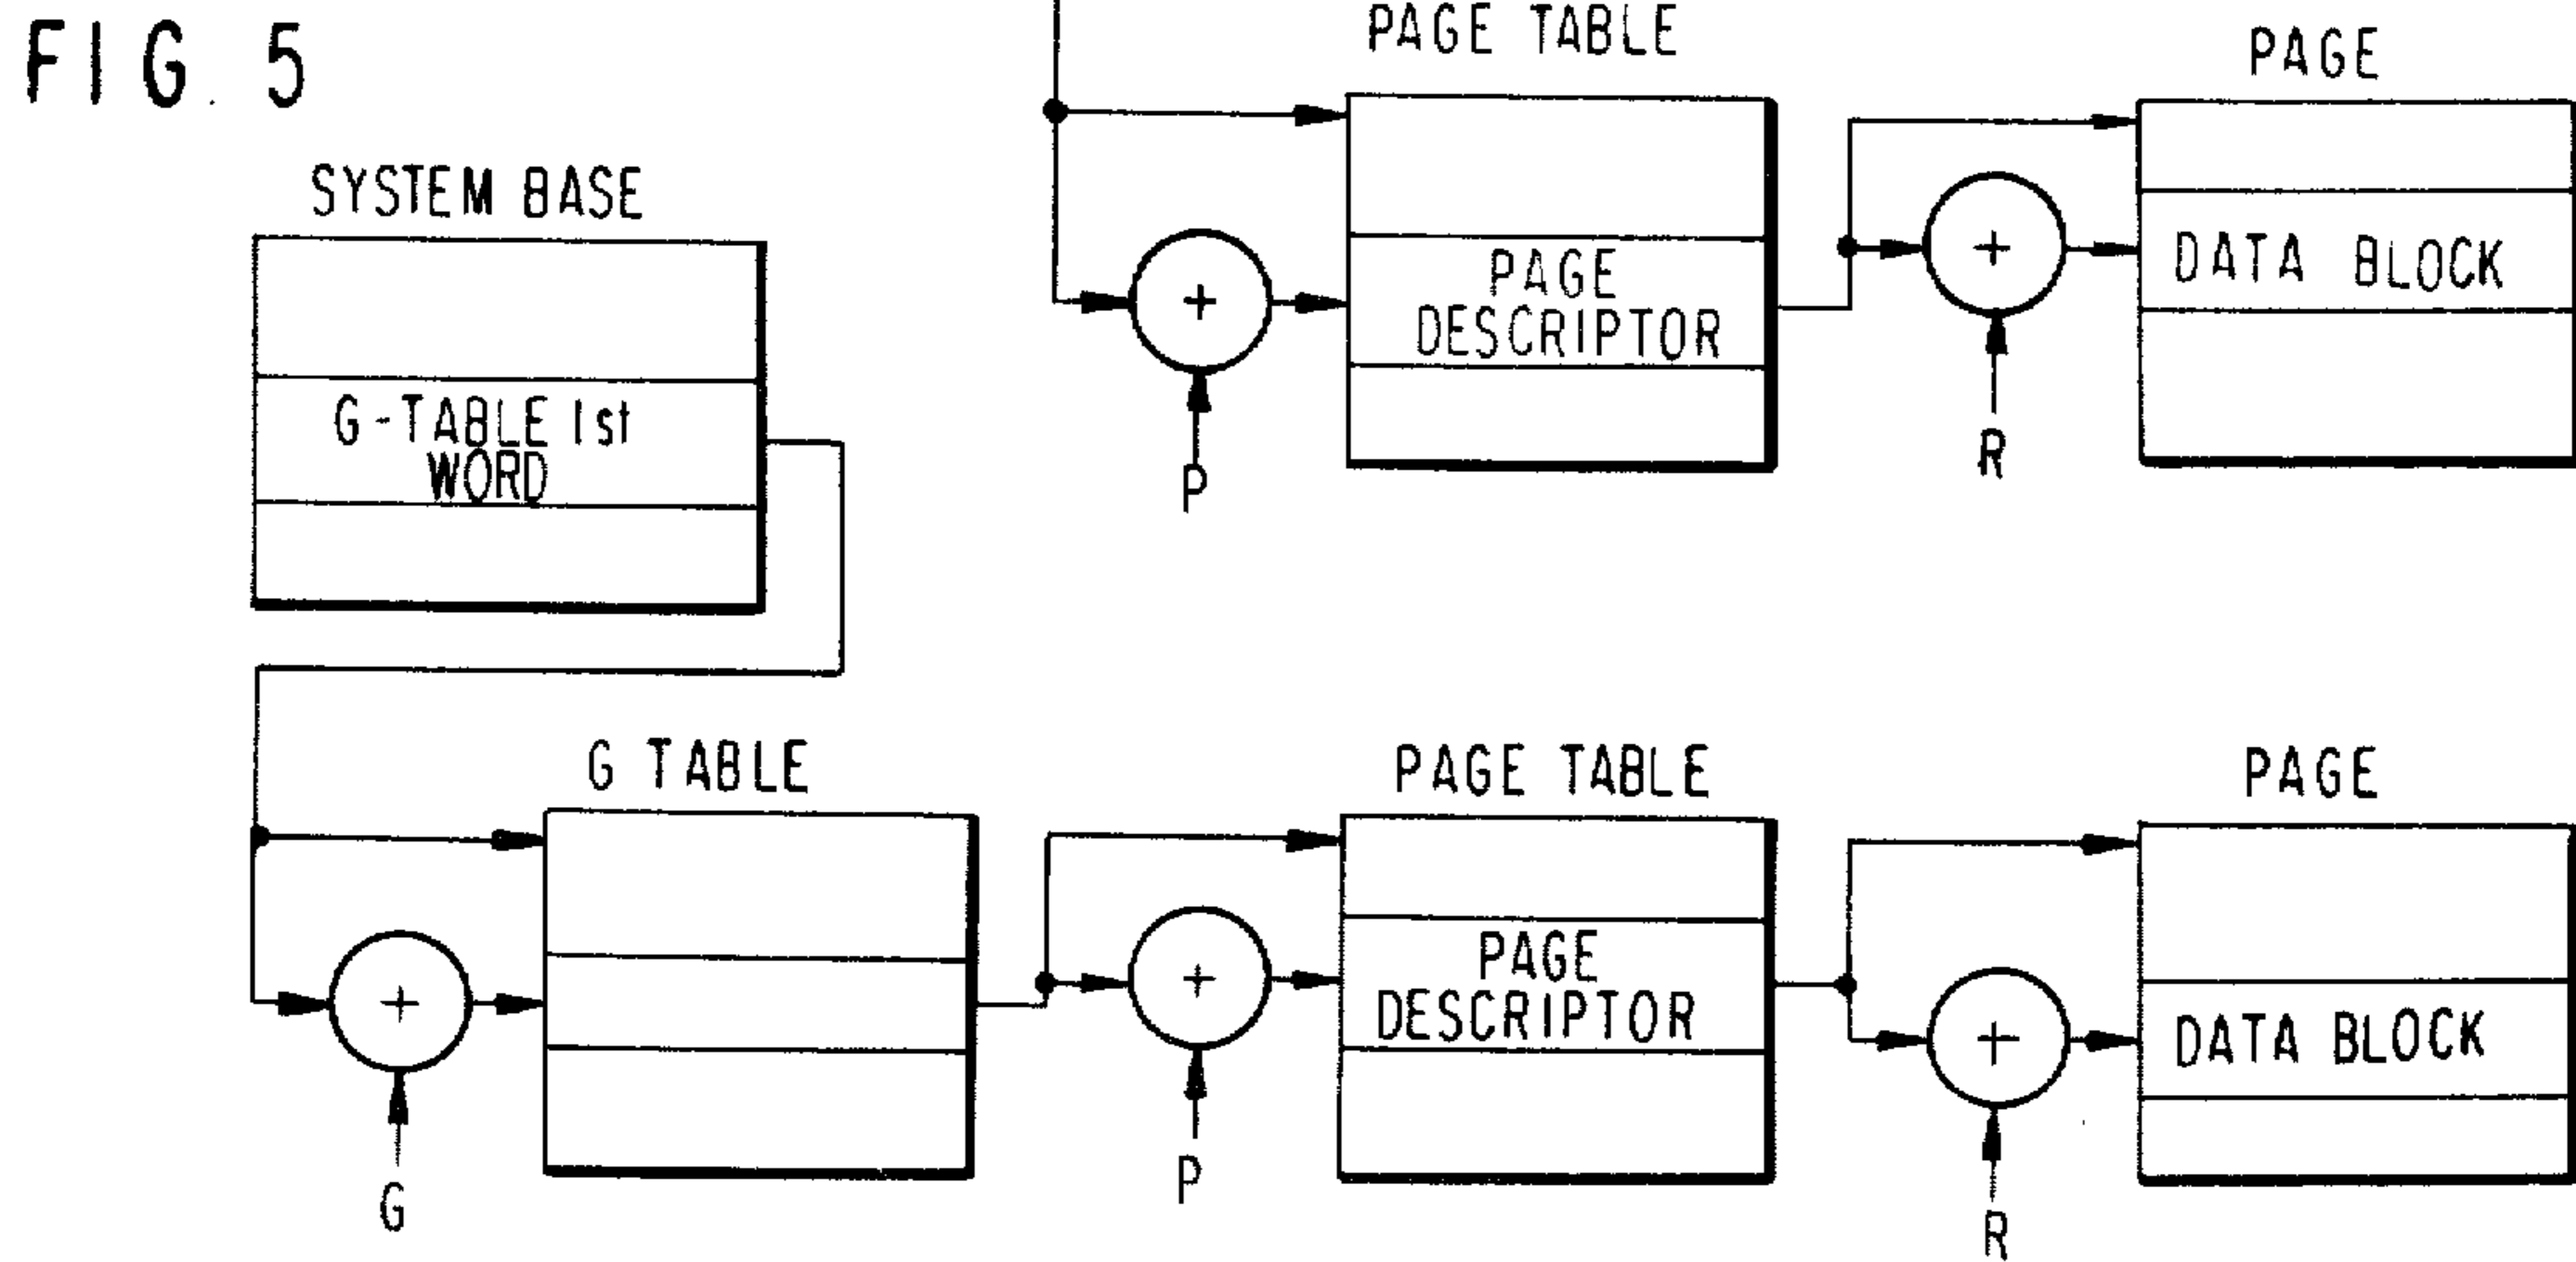 FIG. 5
PAGE TABLE
PAGE
SYSTEM BASE
G-TABLE 1st
WORD
PAGE
DESCRIPTOR
DATA BLOCK
+
+
P
R
G TABLE
PAGE TABLE
PAGE
+
+
+
PAGE
DESCRIPTOR
DATA BLOCK
G
P
R